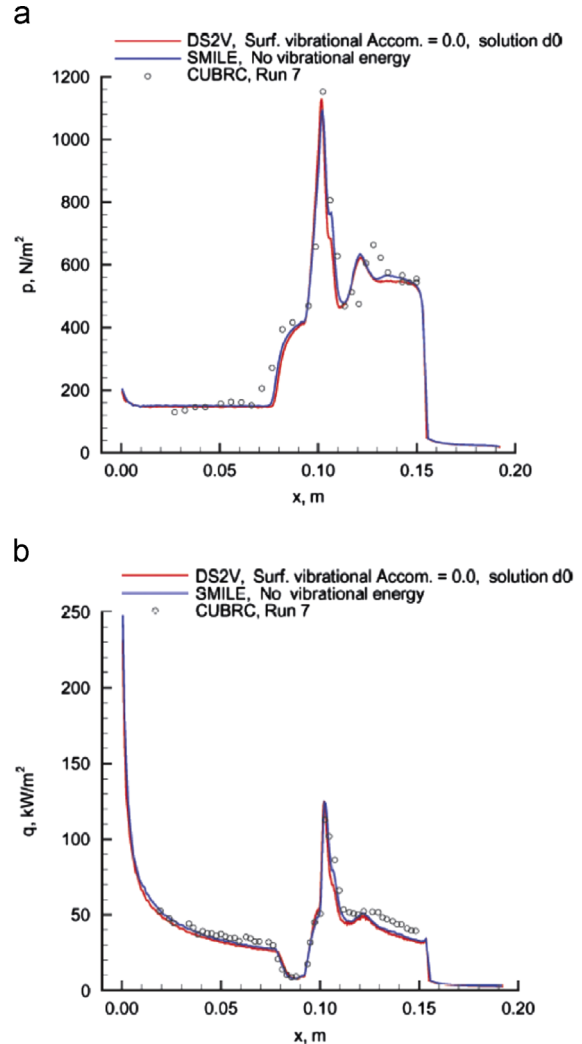 a
DS2V, Surf. vibrational Accom. = 0.0, solution d0
SMILE, No vibrational energy
CUBRC, Run 7
1200
1000
800
600
400
200
0
p, N/m²
0.00 0.05 0.10 0.15 0.20
x, m
b
DS2V, Surf. vibrational Accom. = 0.0, solution d0
SMILE, No vibrational energy
CUBRC, Run 7
250
200
150
100
50
0
q, kW/m²
0.00 0.05 0.10 0.15 0.20
x, m